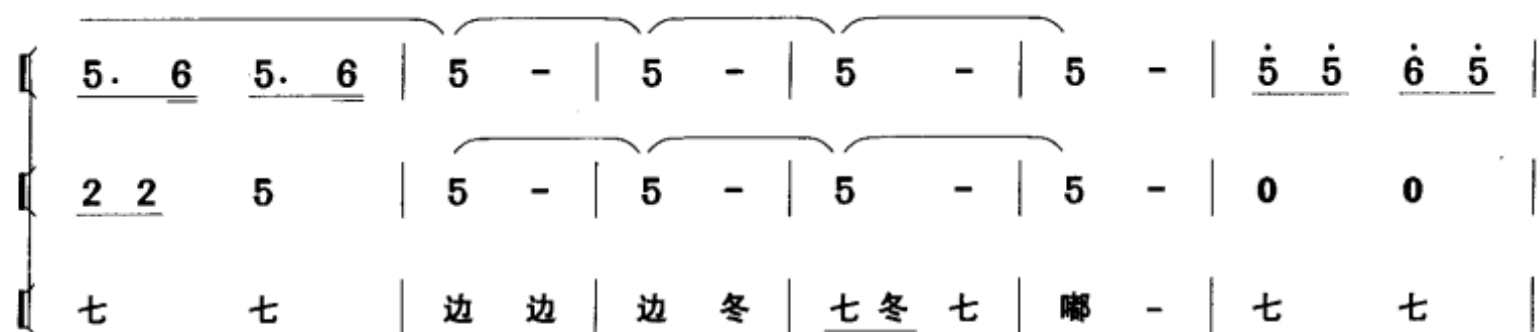 5. 6 5. 6 | 5 - | 5 - | 5 - | 5 - | 5̇ 5̇ 6̇ 5̇ |
2 2 5 | 5 - | 5 - | 5 - | 5 - | 0 0 |
七 七 | 边 边 | 边 冬 | 七 冬 七 | 嘟 - | 七 七 |